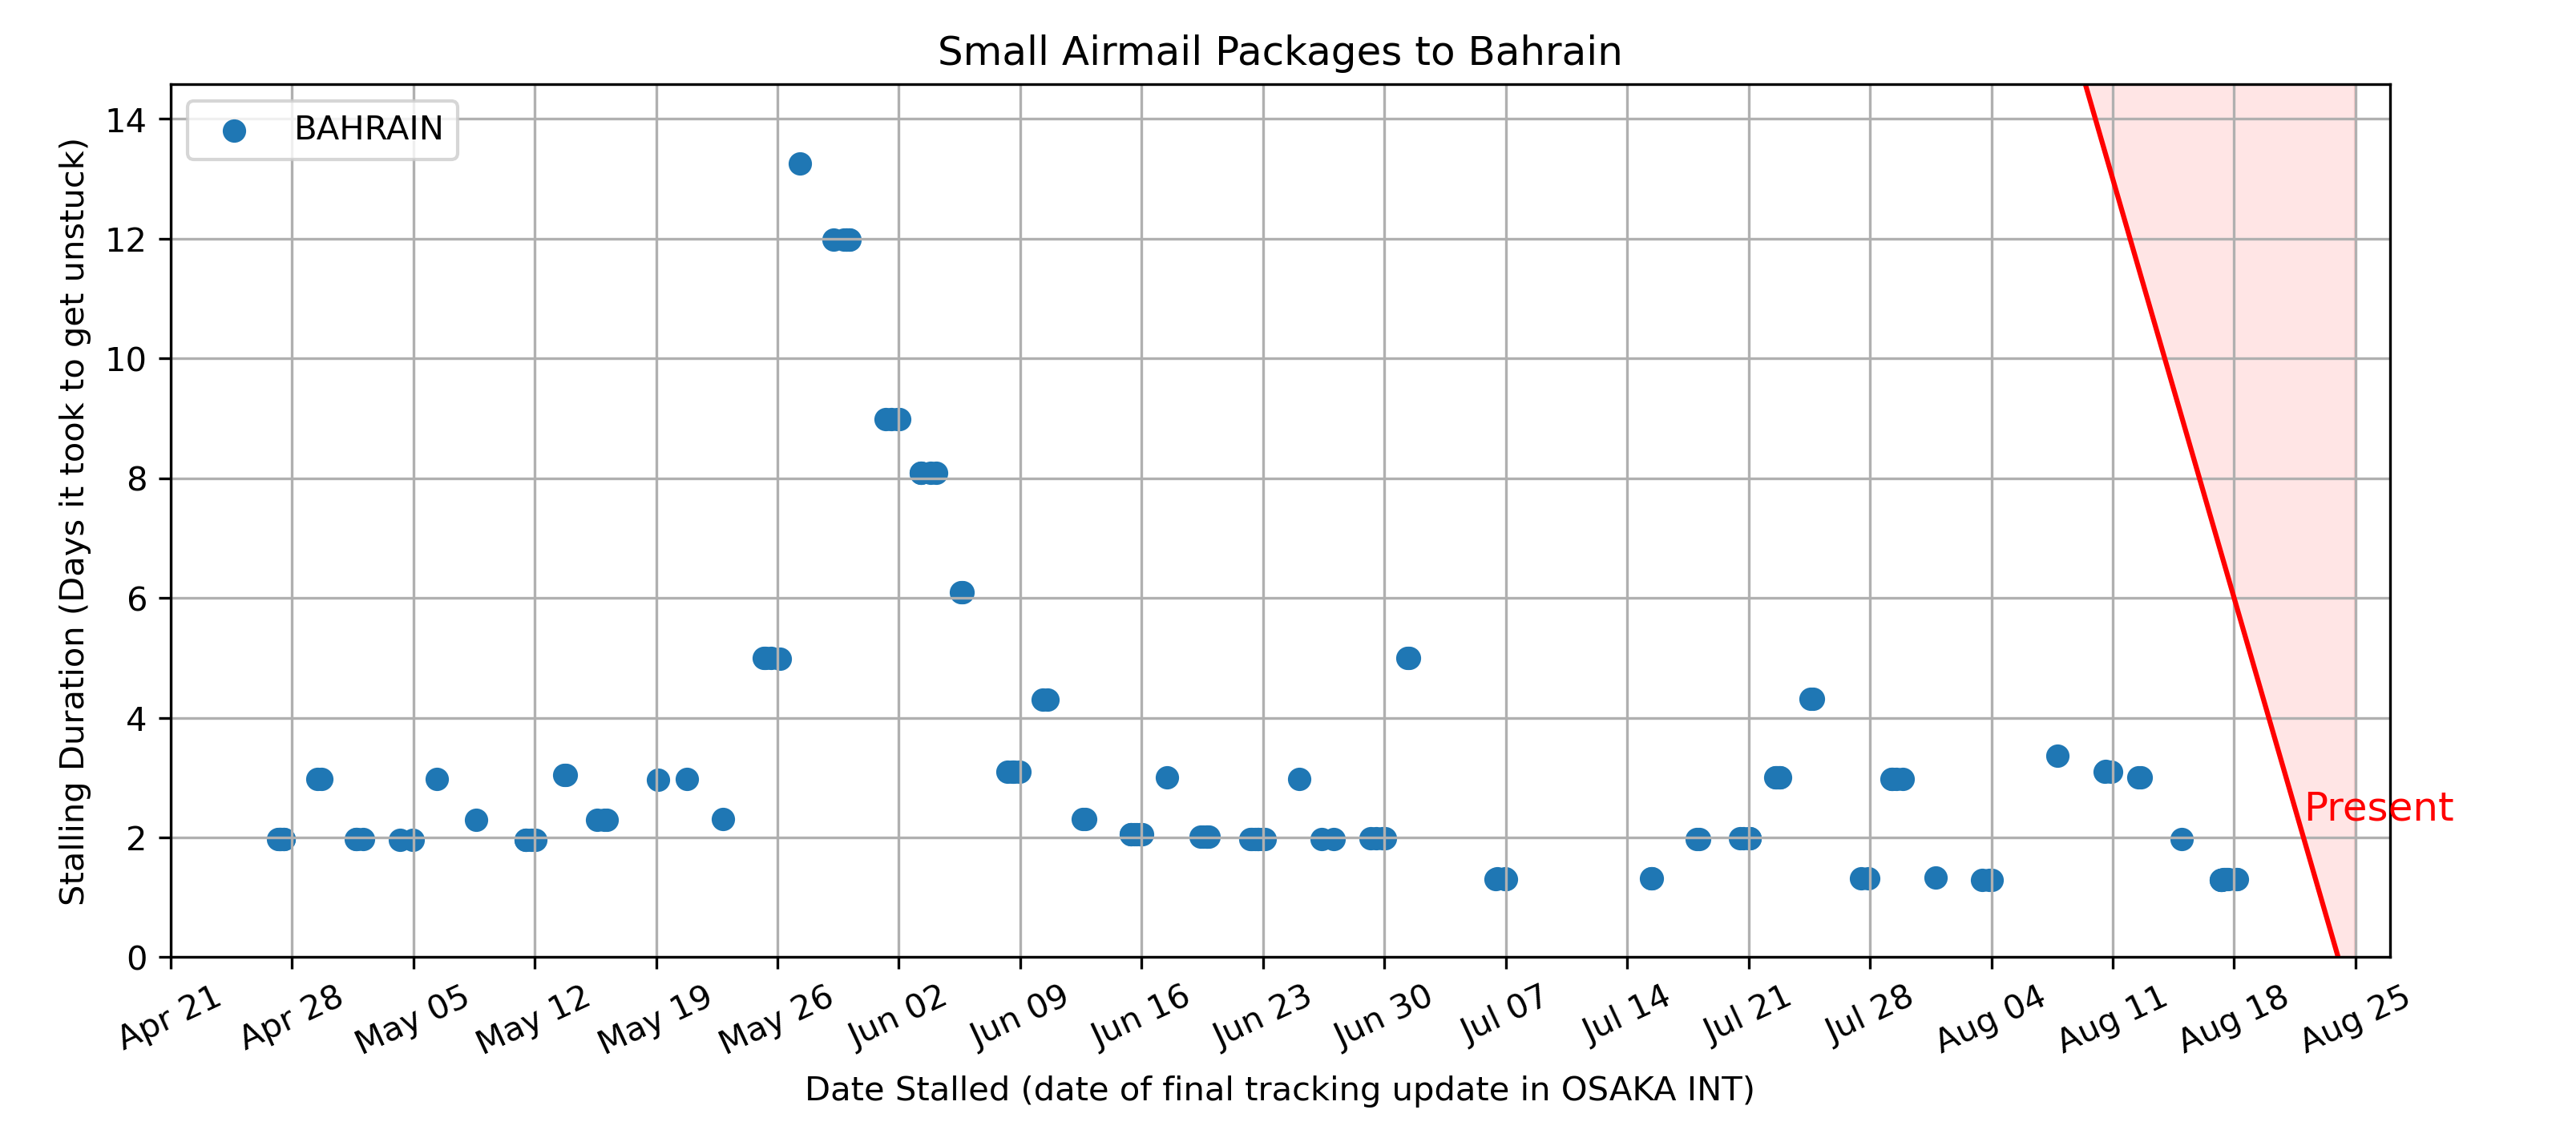 Small Airmail Packages to Bahrain
BAHRAIN
Stalling Duration (Days it took to get unstuck)
14
12
10
8
6
4
2
0
Present
Apr 21
Apr 28
May 05
May 12
May 19
May 26
Jun 02
Jun 09
Jun 16
Jun 23
Jun 30
Jul 07
Jul 14
Jul 21
Jul 28
Aug 04
Aug 11
Aug 18
Aug 25
Date Stalled (date of final tracking update in OSAKA INT)